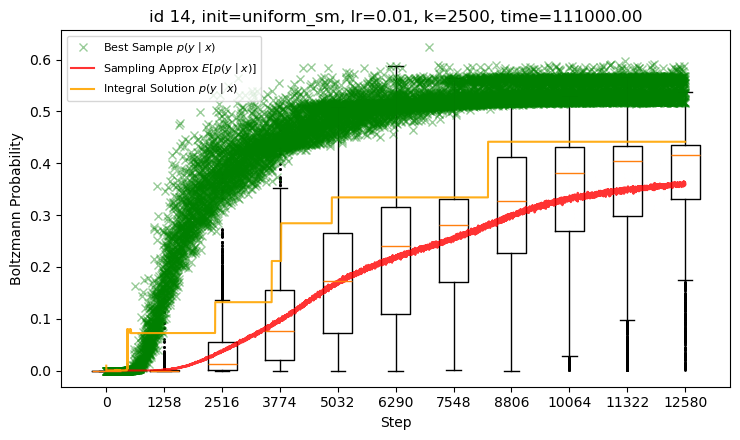 id 14, init=uniform_sm, lr=0.01, k=2500, time=111000.00
Best Sample p(y | x)
Sampling Approx E[p(y | x)]
Integral Solution p(y | x)
Boltzmann Probability
0.6
0.5
0.4
0.3
0.2
0.1
0.0
0 1258 2516 3774 5032 6290 7548 8806 10064 11322 12580
Step